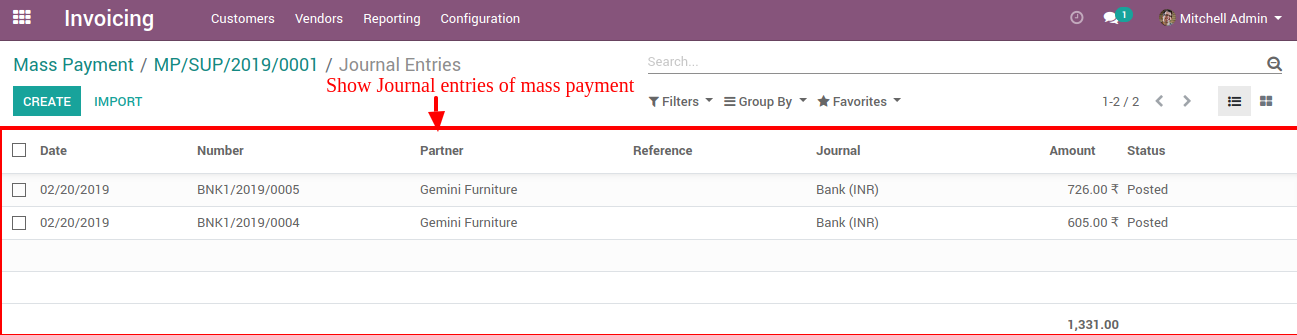 Invoicing Customers Vendors Reporting Configuration 1 Mitchell Admin
Mass Payment / MP/SUP/2019/0001 / Journal Entries Search...
Show Journal entries of mass payment
CREATE IMPORT Filters Group By Favorites 1-2 / 2
Date Number Partner Reference Journal Amount Status
02/20/2019 BNK1/2019/0005 Gemini Furniture Bank (INR) 726.00 ₹ Posted
02/20/2019 BNK1/2019/0004 Gemini Furniture Bank (INR) 605.00 ₹ Posted
1,331.00